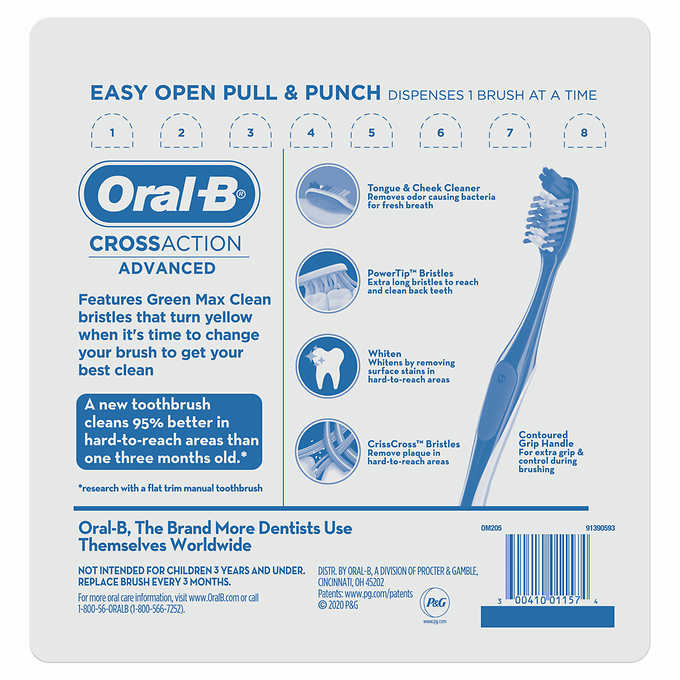 EASY OPEN PULL & PUNCH DISPENSES 1 BRUSH AT A TIME
1 2 3 4 5 6 7 8
Oral-B®
CROSSACTION
ADVANCED
Features Green Max Clean
bristles that turn yellow
when it's time to change
your brush to get your
best clean
A new toothbrush
cleans 95% better in
hard-to-reach areas than
one three months old.*
*research with a flat trim manual toothbrush
Tongue & Cheek Cleaner
Removes odor causing bacteria
for fresh breath
PowerTip™ Bristles
Extra long bristles to reach
and clean back teeth
Whiten
Whitens by removing
surface stains in
hard-to-reach areas
CrissCross™ Bristles
Remove plaque in
hard-to-reach areas
Contoured
Grip Handle
For extra grip &
control during
brushing
Oral-B, The Brand More Dentists Use
Themselves Worldwide
NOT INTENDED FOR CHILDREN 3 YEARS AND UNDER.
REPLACE BRUSH EVERY 3 MONTHS.
For more oral care information, visit www.OralB.com or call
1-800-56-ORALB (1-800-566-7252).
DISTR. BY ORAL-B, A DIVISION OF PROCTER & GAMBLE,
CINCINNATI, OH 45202
Patents: www.pg.com/patents
© 2020 P&G
P&G
www.pg.com
OM205 91390593
3 00410 01157 4